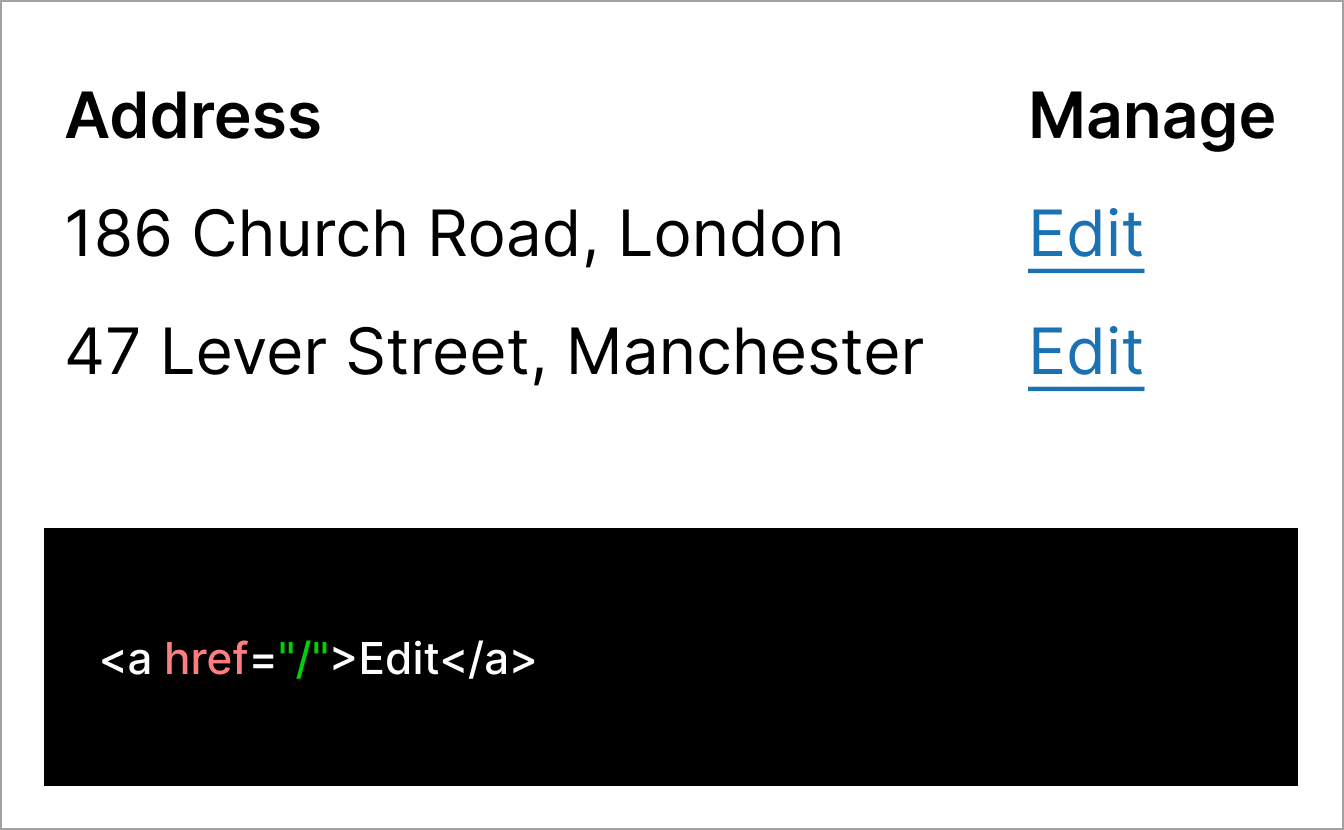 Address Manage
186 Church Road, London Edit
47 Lever Street, Manchester Edit
<a href="/">Edit</a>